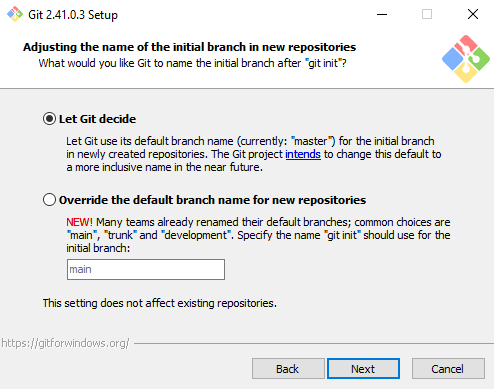 Git 2.41.0.3 Setup
Adjusting the name of the initial branch in new repositories
What would you like Git to name the initial branch after "git init"?
Let Git decide
Let Git use its default branch name (currently: "master") for the initial branch
in newly created repositories. The Git project intends to change this default to
a more inclusive name in the near future.
Override the default branch name for new repositories
NEW! Many teams already renamed their default branches; common choices are
"main", "trunk" and "development". Specify the name "git init" should use for the
initial branch:
main
This setting does not affect existing repositories.
https://gitforwindows.org/
Back Next Cancel